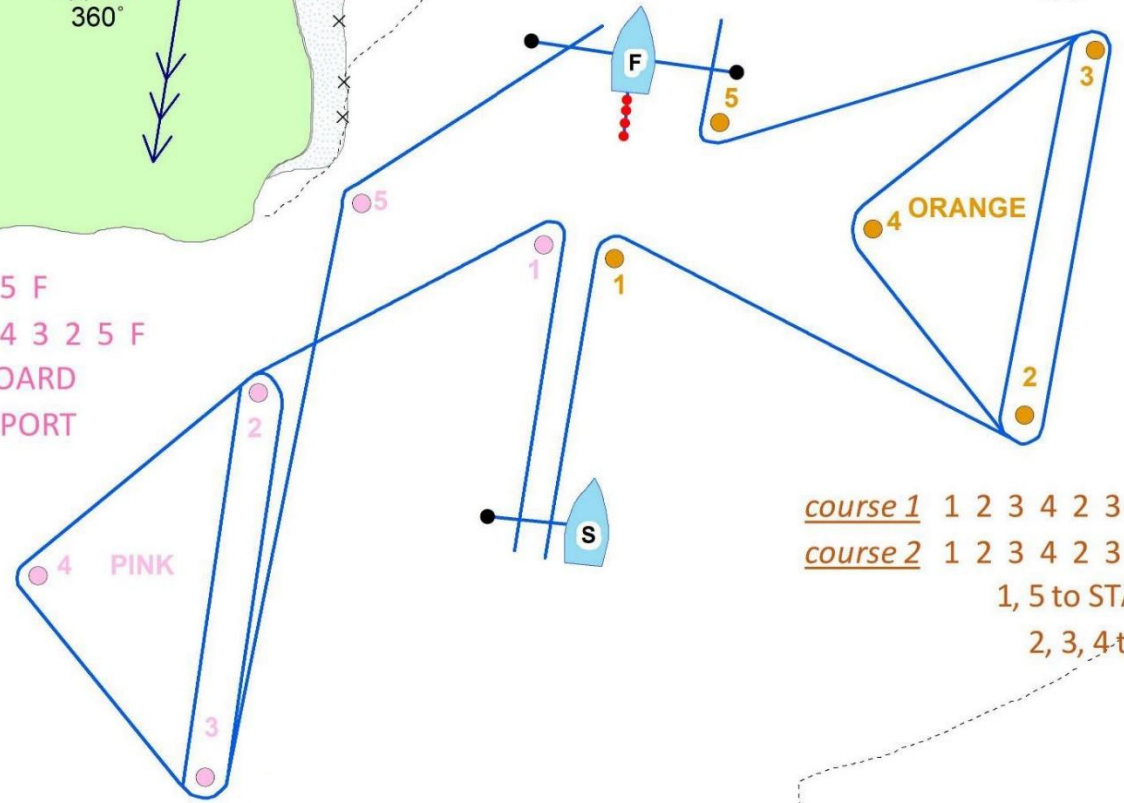 360°
F
5
3
5
4 ORANGE
1
1
5 F
4 3 2 5 F
PORT
2
2
4 PINK
S
3
course 1 1 2 3 4 2 3
course 2 1 2 3 4 2 3
1, 5 to
2, 3, 4